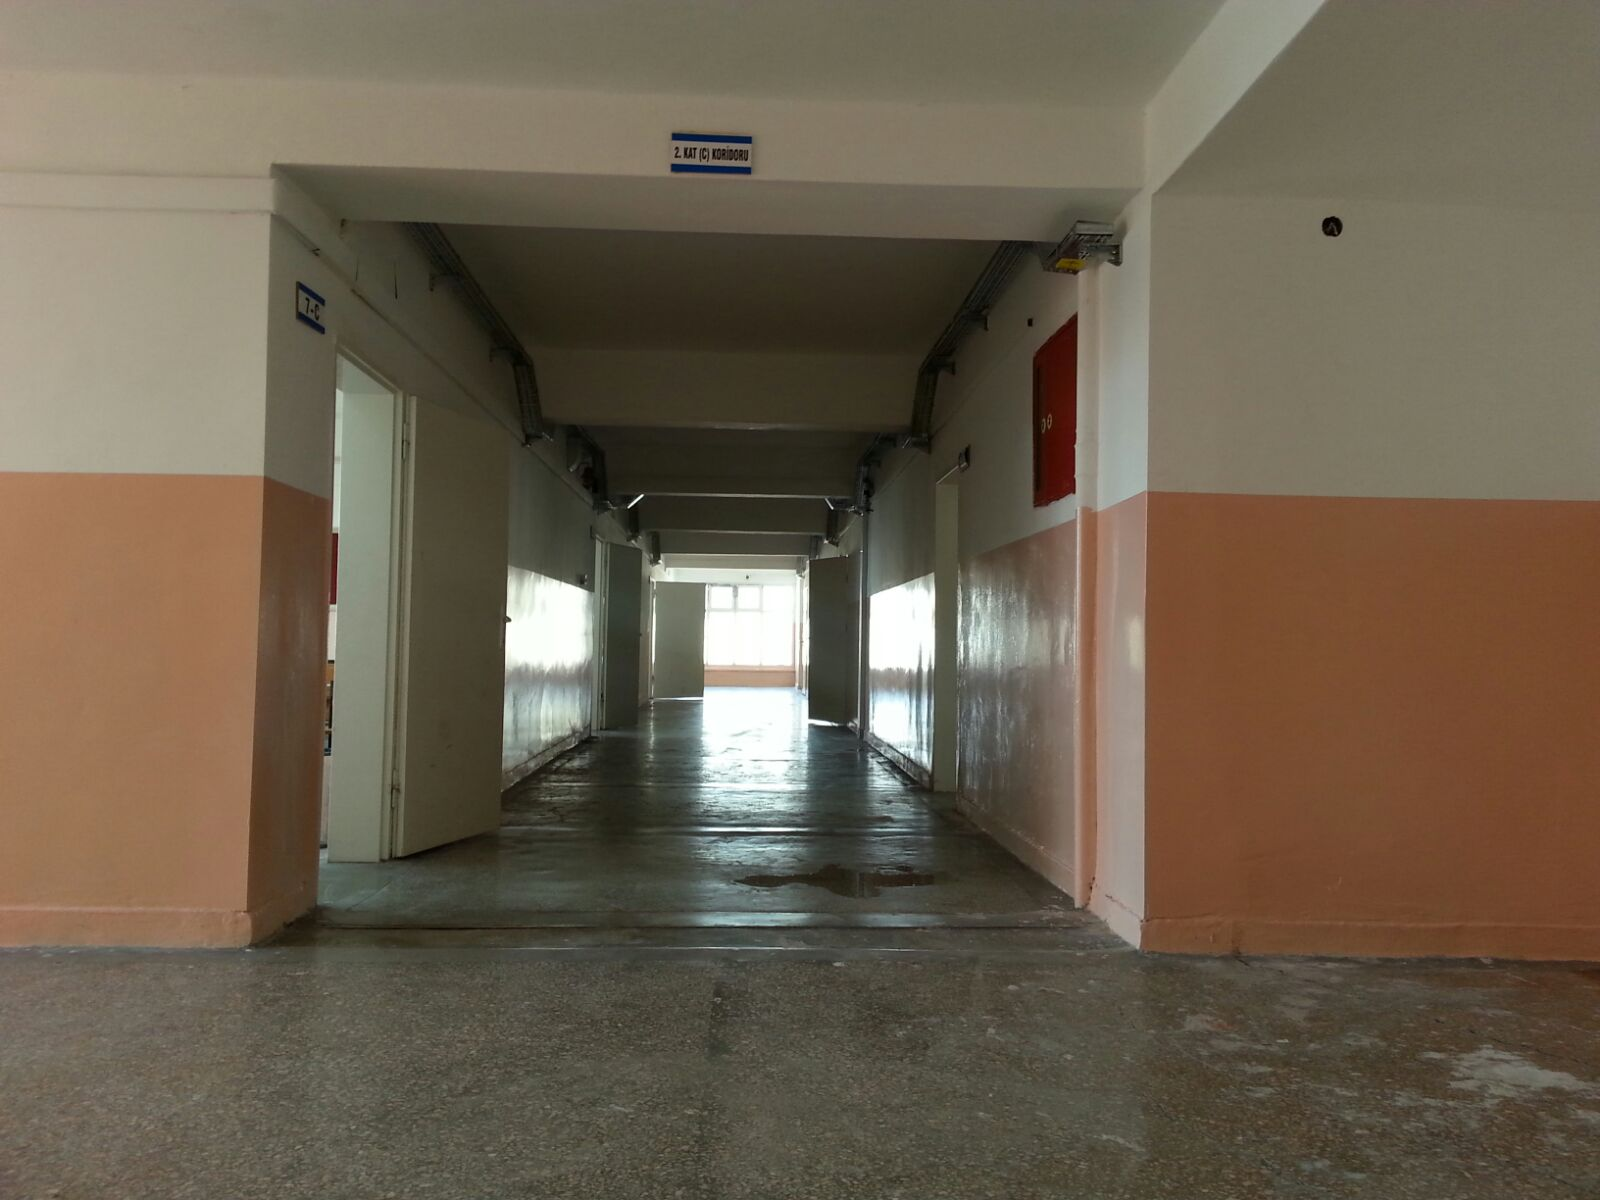 2. KAT (C) KORİDORU
7-C